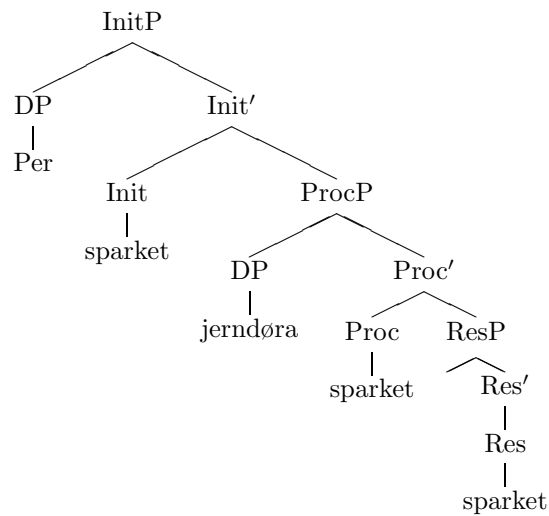 InitP
DP Init′
Per
Init ProcP
sparket
DP Proc′
jerndøra
Proc ResP
sparket
Res′
Res
sparket